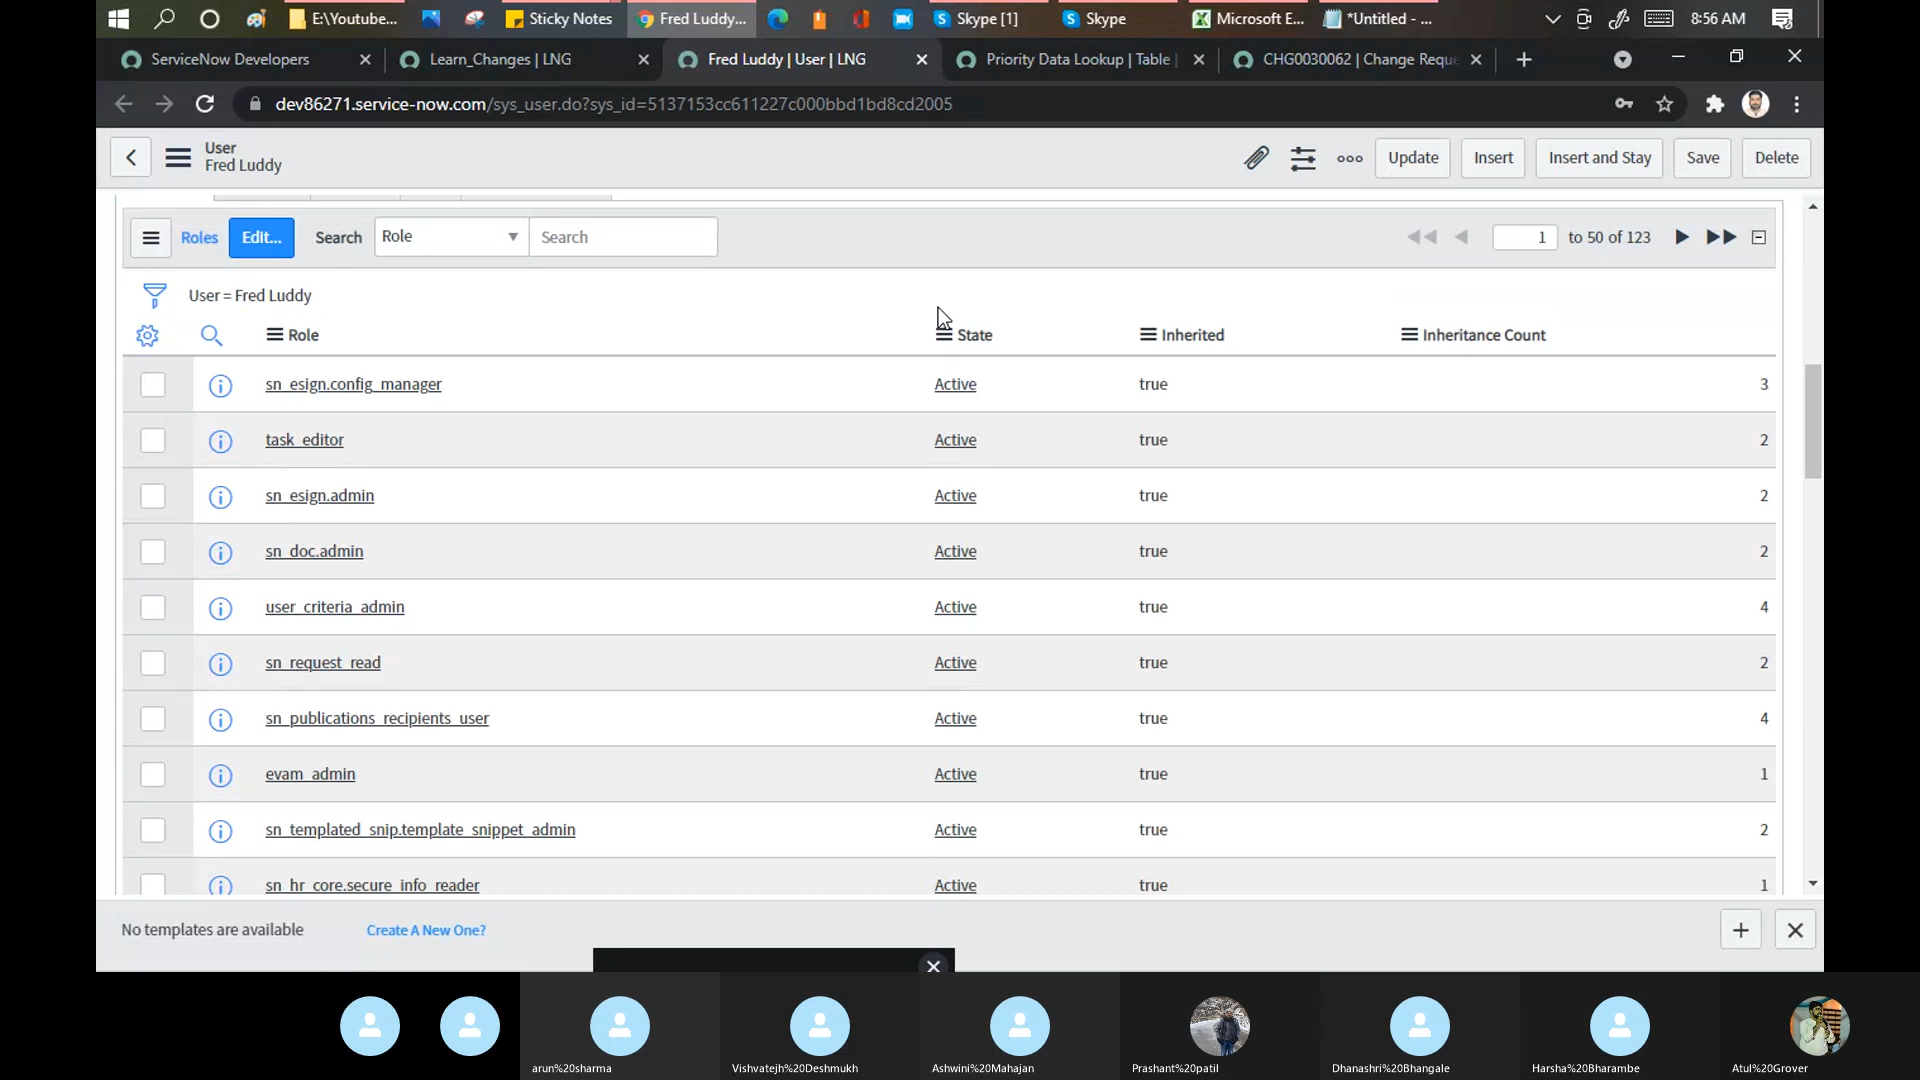 E:\Youtube...
Sticky Notes
Fred Luddy...
Skype [1]
Skype
Microsoft E...
*Untitled - ...
8:56 AM
ServiceNow Developers
Learn_Changes | LNG
Fred Luddy | User | LNG
Priority Data Lookup | Table |
CHG0030062 | Change Reque
dev86271.service-now.com/sys_user.do?sys_id=5137153cc611227c000bbd1bd8cd2005
User
Fred Luddy
Update
Insert
Insert and Stay
Save
Delete
Roles
Edit...
Search
Role
Search
1
to 50 of 123
User = Fred Luddy
Role
State
Inherited
Inheritance Count
sn_esign.config_manager Active true 3
task_editor Active true 2
sn_esign.admin Active true 2
sn_doc.admin Active true 2
user_criteria_admin Active true 4
sn_request_read Active true 2
sn_publications_recipients_user Active true 4
evam_admin Active true 1
sn_templated_snip.template_snippet_admin Active true 2
sn_hr_core.secure_info_reader Active true 1
No templates are available
Create A New One?
arun%20sharma
Vishvatejh%20Deshmukh
Ashwini%20Mahajan
Prashant%20patil
Dhanashri%20Bhangale
Harsha%20Bharambe
Atul%20Grover